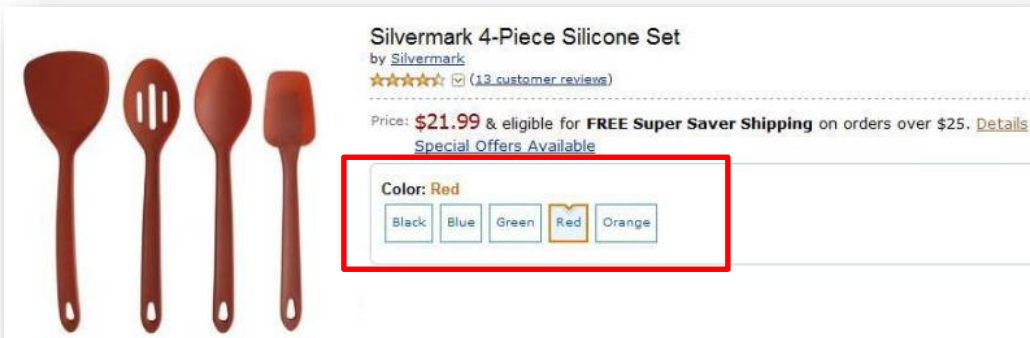 Silvermark 4-Piece Silicone Set
by Silvermark
(13 customer reviews)
Price: $21.99 & eligible for FREE Super Saver Shipping on orders over $25. Details
Special Offers Available
Color: Red
Black Blue Green Red Orange